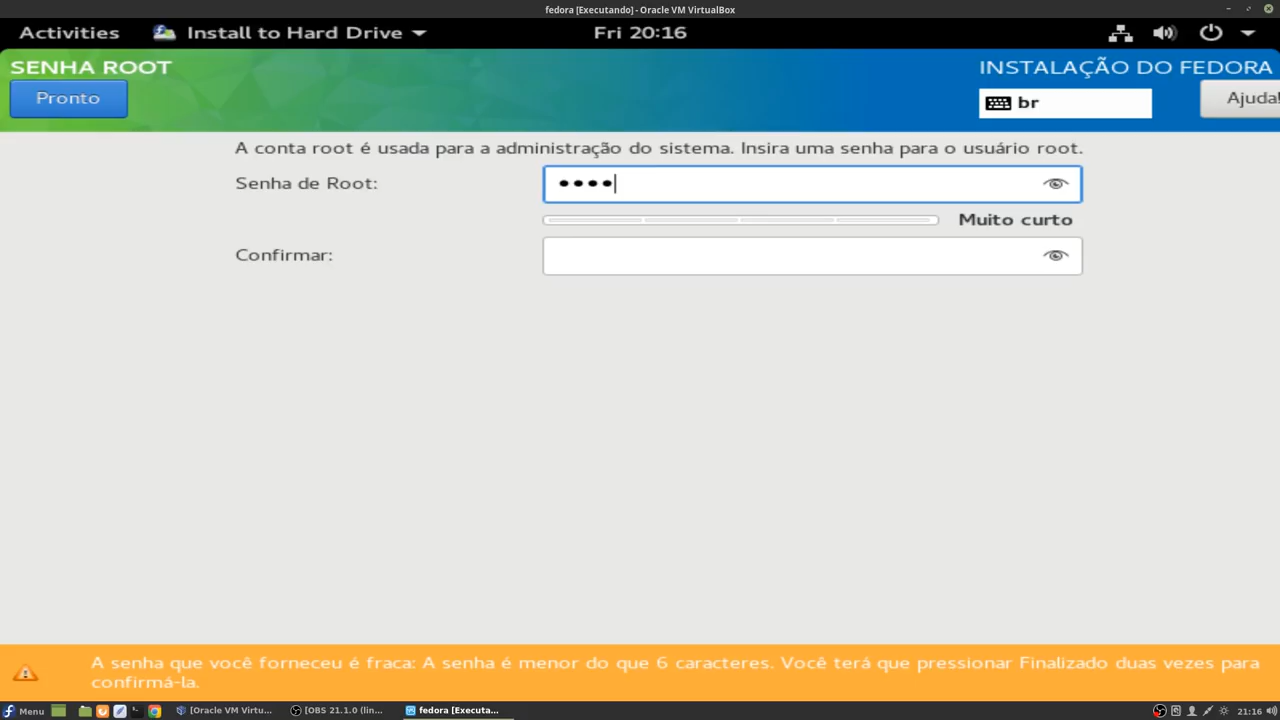 fedora [Executando] - Oracle VM VirtualBox
Activities Install to Hard Drive Fri 20:16
SENHA ROOT INSTALAÇÃO DO FEDORA
Pronto br Ajuda!
A conta root é usada para a administração do sistema. Insira uma senha para o usuário root.
Senha de Root: ●●●●
Muito curto
Confirmar:
A senha que você forneceu é fraca: A senha é menor do que 6 caracteres. Você terá que pressionar Finalizado duas vezes para
confirmá-la.
Menu [Oracle VM Virtu... [OBS 21.1.0 (lin... fedora [Executa... 21:16